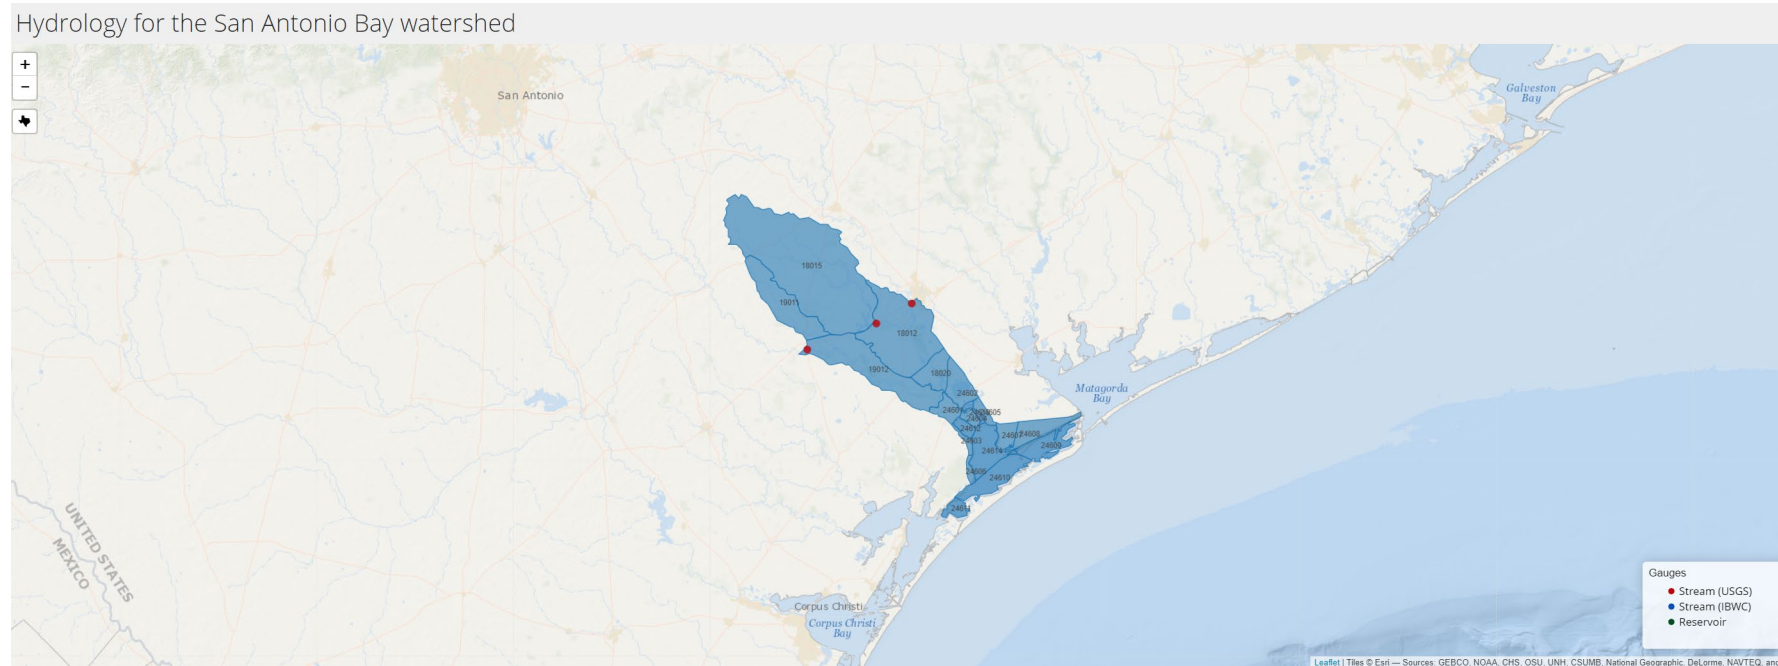 Hydrology for the San Antonio Bay watershed
+
−
San Antonio
Galveston
Bay
18015
19011
18012
19012
18020
Matagorda
Bay
24602
24601
24605
24612
24603
24607
24608
24614
24609
24606
24610
24611
UNITED STATES
MEXICO
Corpus Christi
Corpus Christi
Bay
Gauges
Stream (USGS)
Stream (IBWC)
Reservoir
Leaflet | Tiles © Esri — Sources: GEBCO, NOAA, CHS, OSU, UNH, CSUMB, National Geographic, DeLorme, NAVTEQ, and